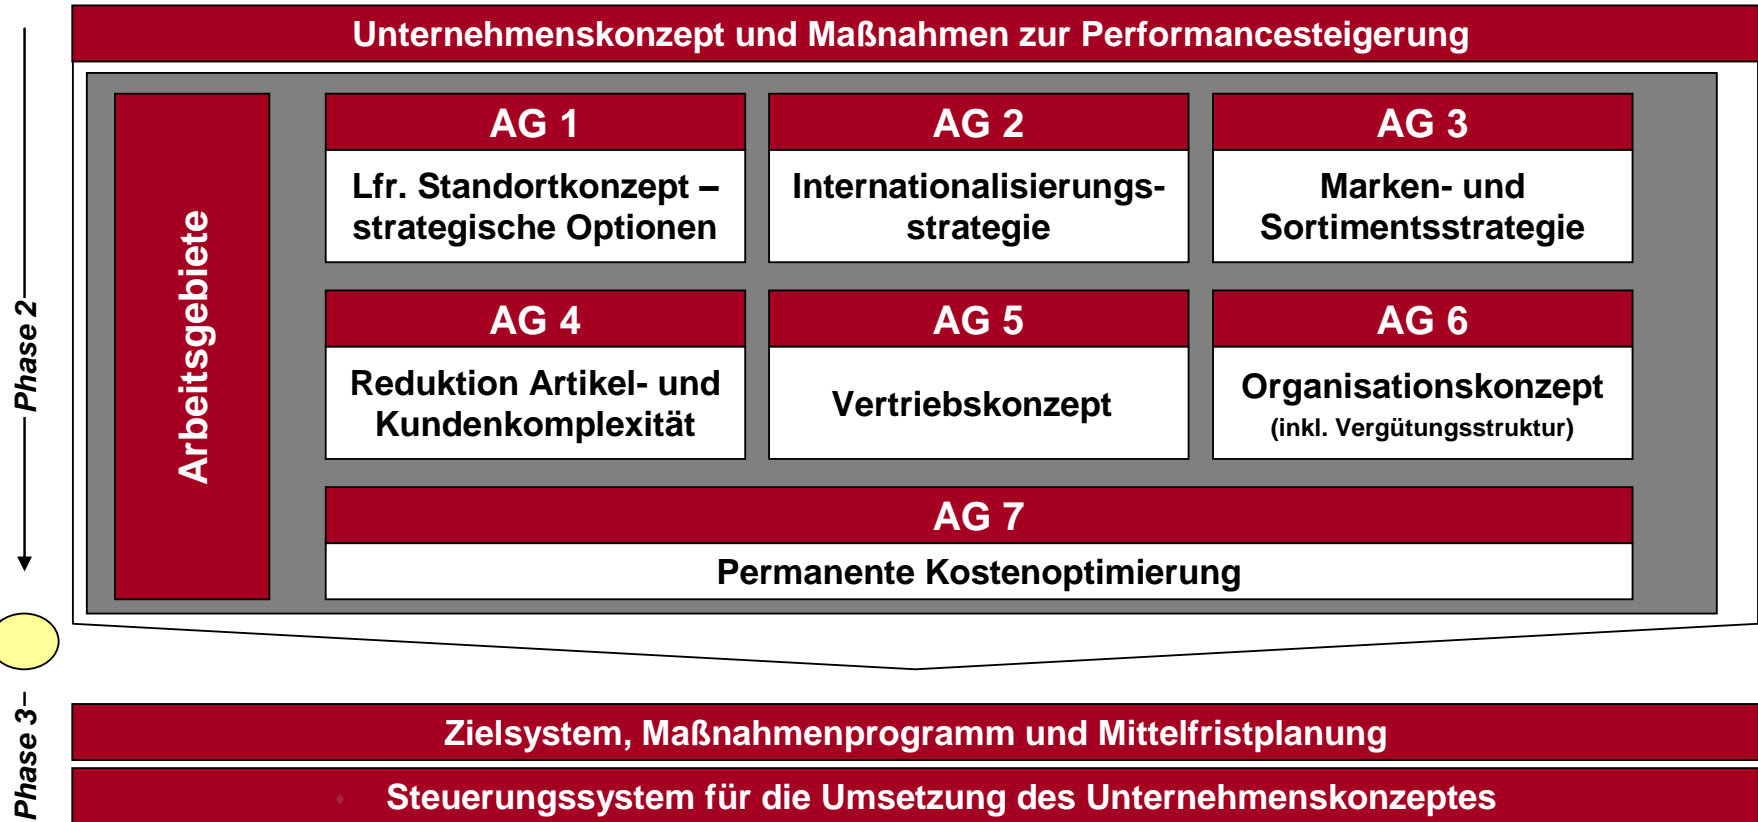 Unternehmenskonzept und Maßnahmen zur Performancesteigerung
Phase 2
Arbeitsgebiete
AG 1
Lfr. Standortkonzept –
strategische Optionen
AG 2
Internationalisierungs-
strategie
AG 3
Marken- und
Sortimentsstrategie
AG 4
Reduktion Artikel- und
Kundenkomplexität
AG 5
Vertriebskonzept
AG 6
Organisationskonzept
(inkl. Vergütungsstruktur)
AG 7
Permanente Kostenoptimierung
Phase 3
Zielsystem, Maßnahmenprogramm und Mittelfristplanung
Steuerungssystem für die Umsetzung des Unternehmenskonzeptes